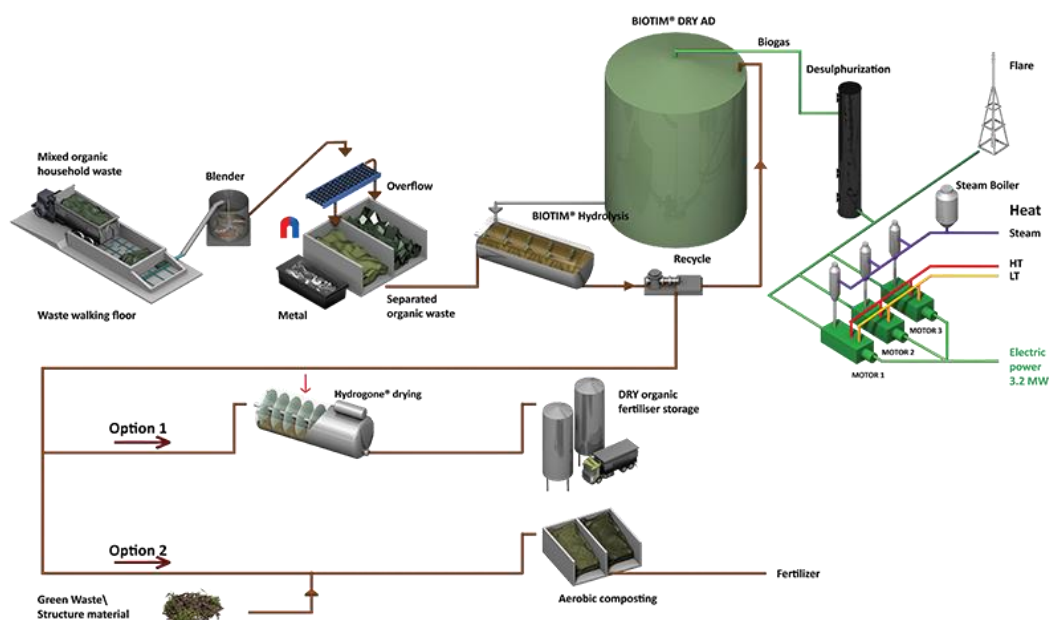 BIOTIM® DRY AD
Biogas
Desulphurization
Flare
Mixed organic
household waste
Blender
Overflow
BIOTIM® Hydrolysis
Steam Boiler
Heat
Steam
HT
LT
Recycle
Waste walking floor
Metal
Separated
organic waste
MOTOR 3
MOTOR 2
MOTOR 1
Electric
power
3.2 MW
Hydrogone® drying
DRY organic
fertiliser storage
Option 1
Option 2
Green Waste\
Structure material
Aerobic composting
Fertilizer